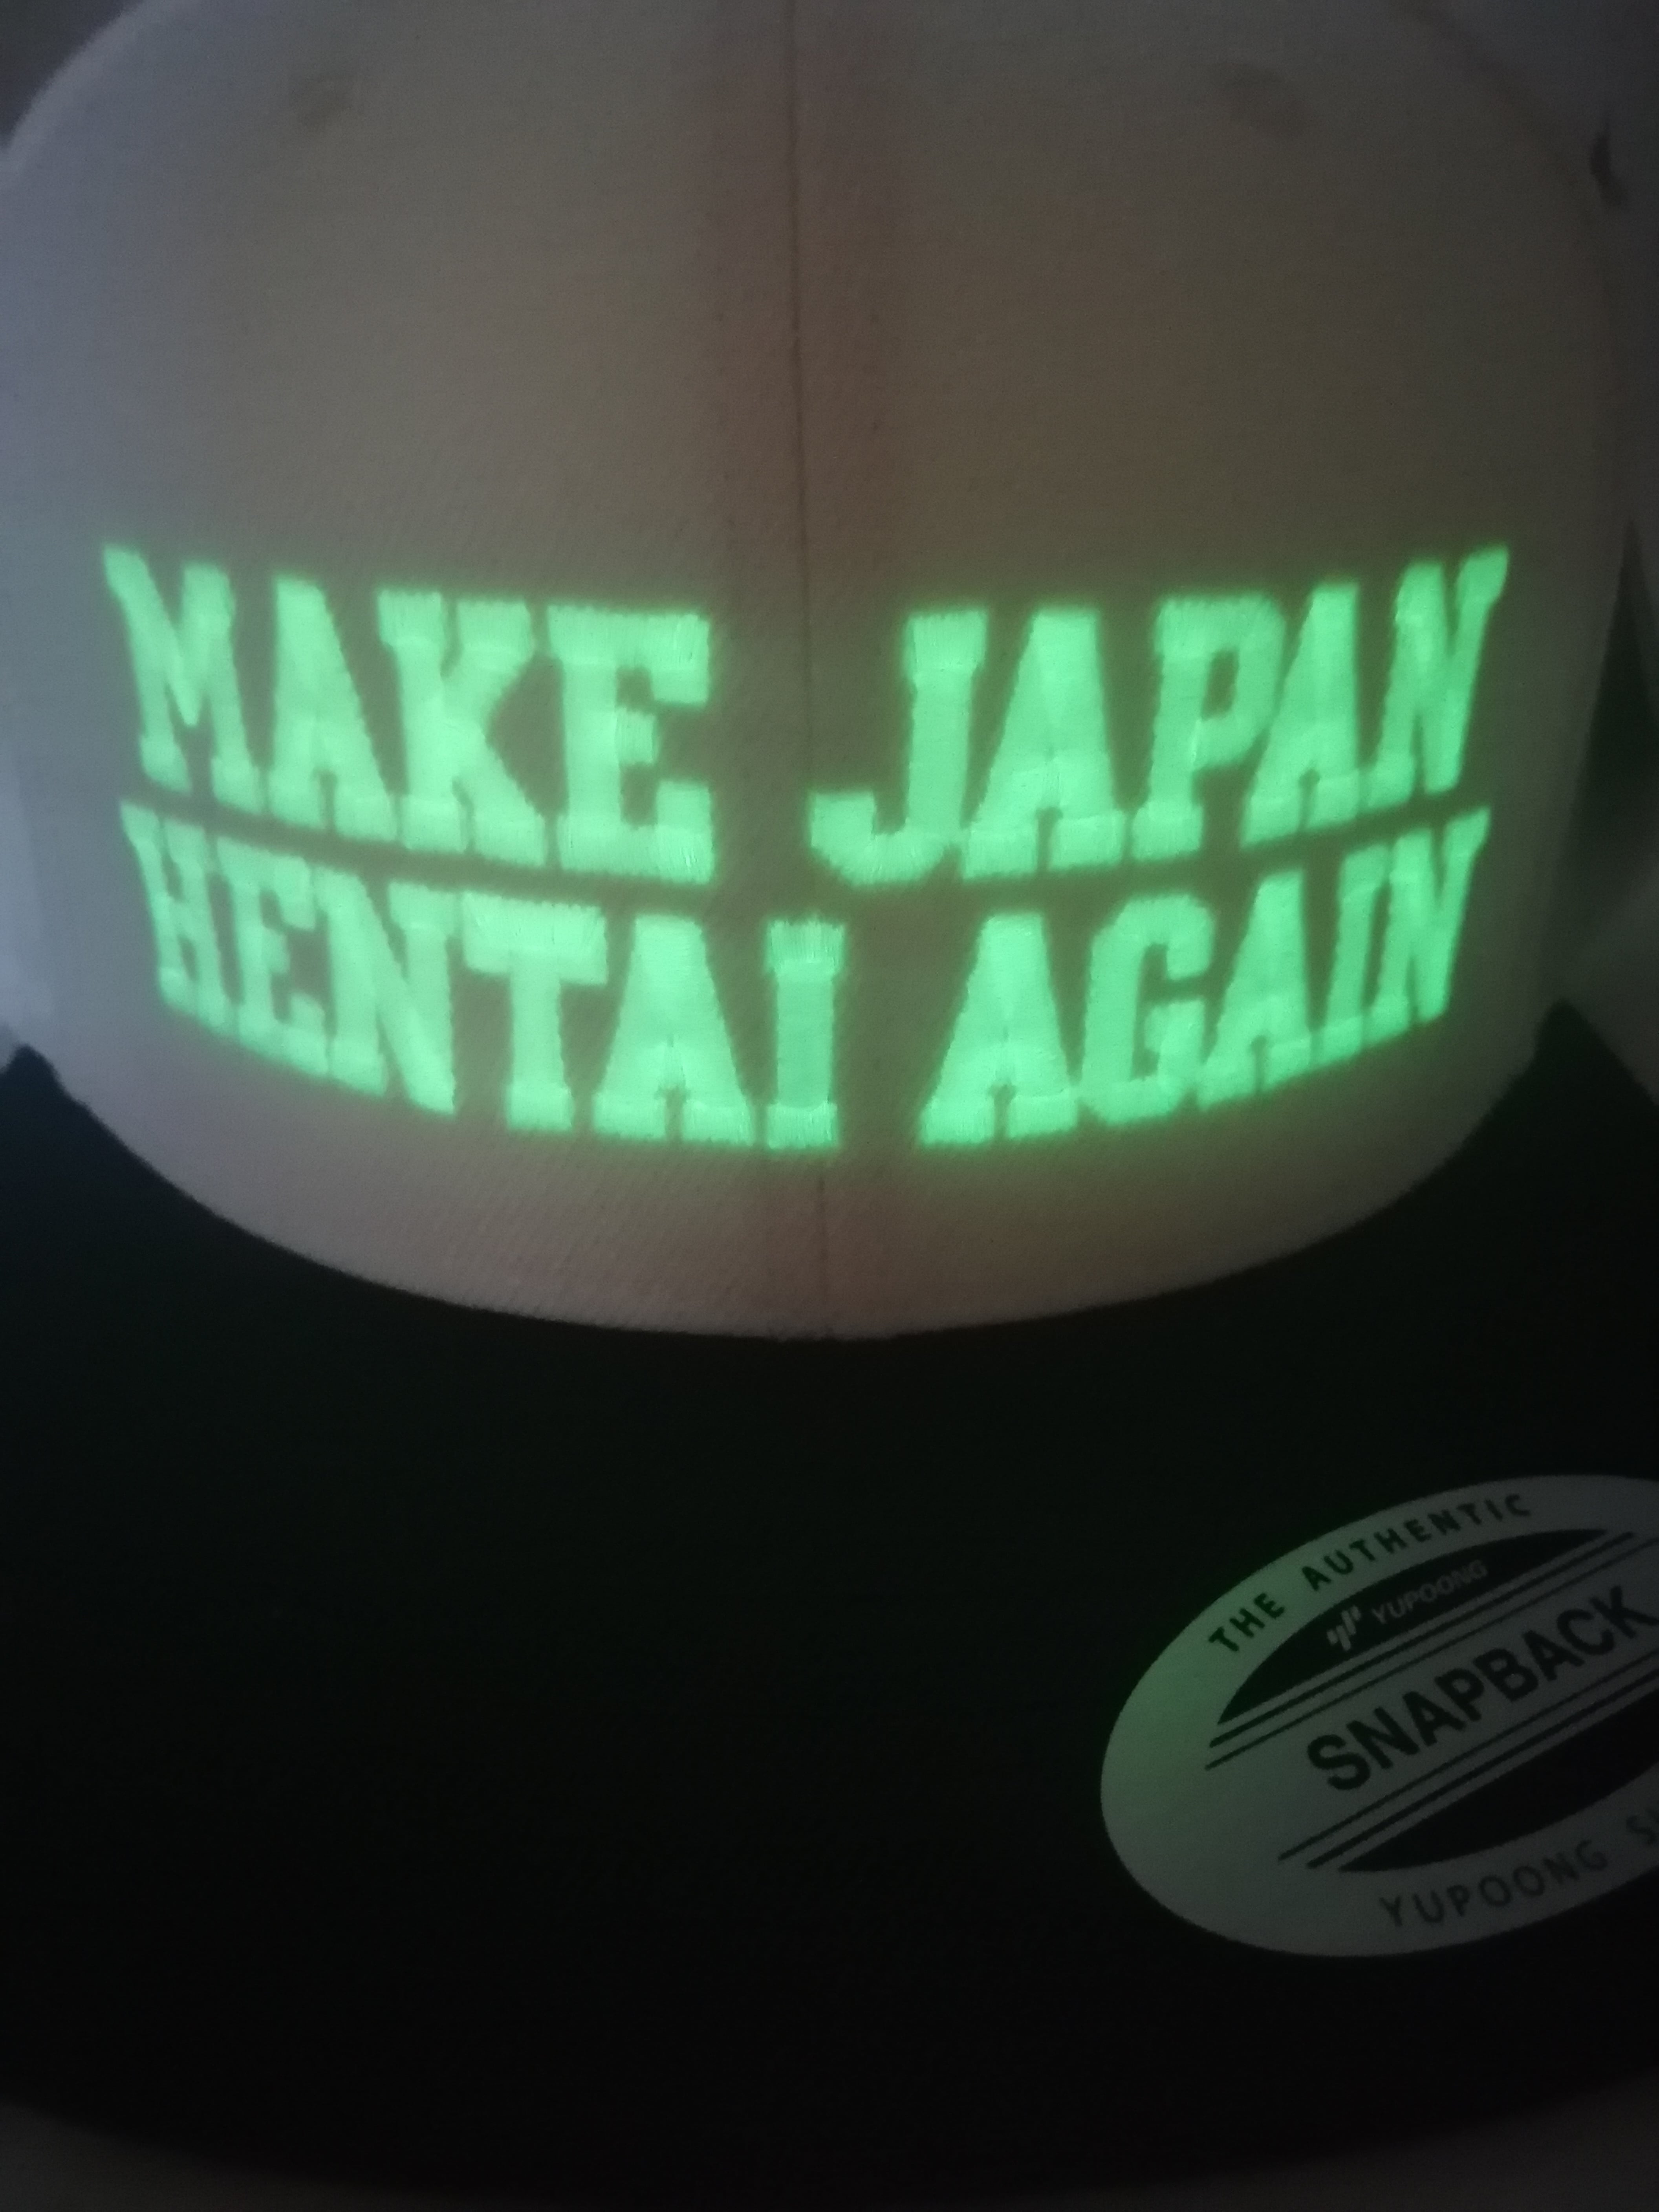 MAKE JAPAN
HENTAI AGAIN
THE AUTHENTIC
YUPOONG
SNAPBACK
YUPOONG